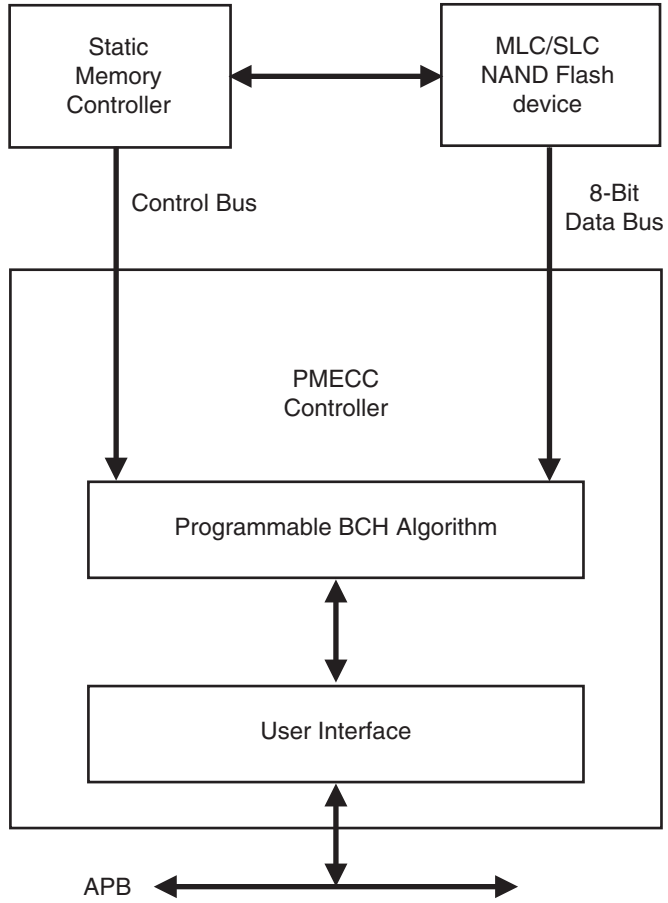 Static
Memory
Controller
MLC/SLC
NAND Flash
device
Control Bus
8-Bit
Data Bus
PMECC
Controller
Programmable BCH Algorithm
User Interface
APB